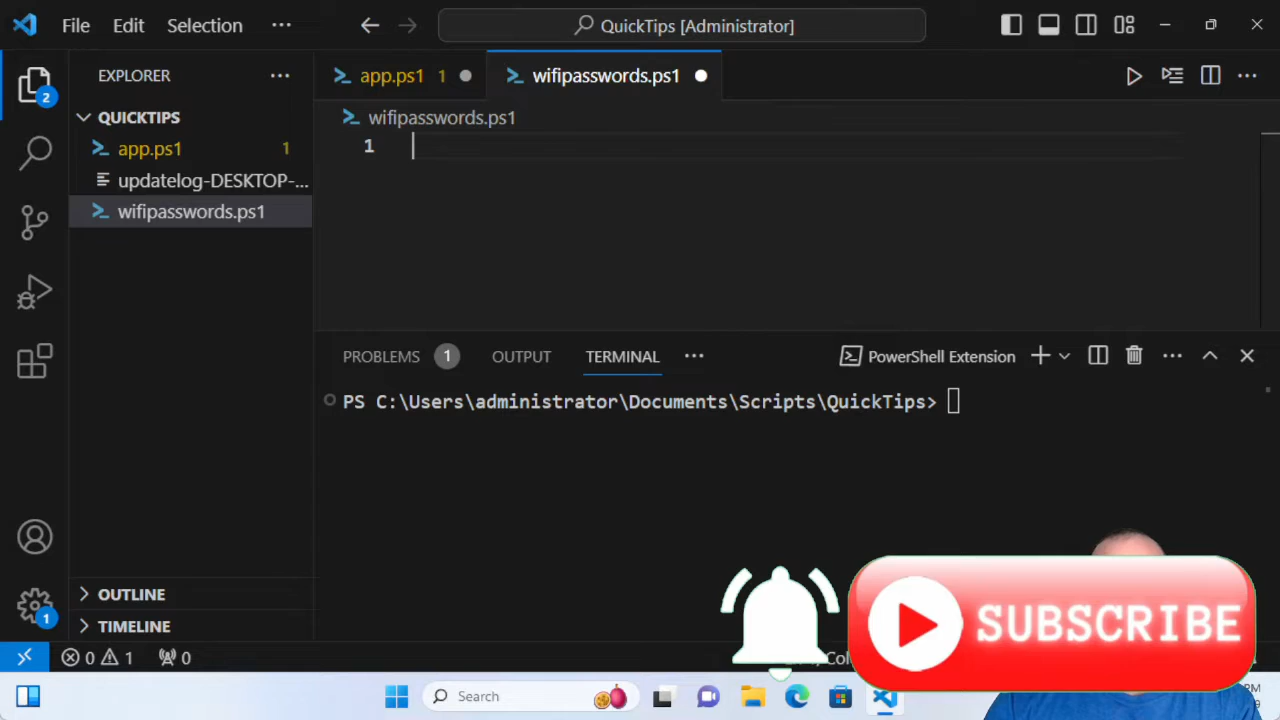 File Edit Selection ··· QuickTips [Administrator]
EXPLORER ··· app.ps1 1 wifipasswords.ps1 ···
QUICKTIPS wifipasswords.ps1
app.ps1 1 1
updatelog-DESKTOP-...
wifipasswords.ps1
PROBLEMS 1 OUTPUT TERMINAL ··· PowerShell Extension ···
PS C:\Users\administrator\Documents\Scripts\QuickTips>
2
OUTLINE
1 TIMELINE
SUBSCRIBE
0 1 0
Search